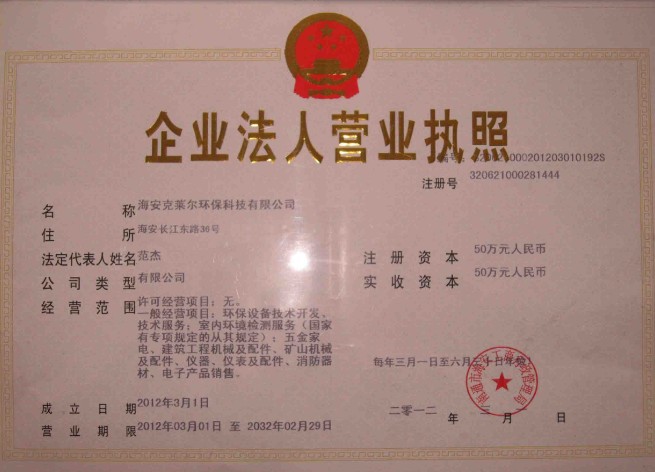 企业法人营业执照
编号: 320621000201203010192S
注册号 320621000281444
名 称 海安克莱尔环保科技有限公司
住 所 海安长江东路36号
法定代表人姓名 范杰
注 册 资 本 50万元人民币
公 司 类 型 有限公司
实 收 资 本 50万元人民币
经 营 范 围 许可经营项目：无。
一般经营项目：环保设备技术开发、
技术服务；室内环境检测服务（国家
有专项规定的从其规定）；五金家
电、建筑工程机械及配件、矿山机械
及配件、仪器、仪表及配件、消防器
材、电子产品销售。
每年三月一日至六月三十日年检
成 立 日 期 2012年3月1日
二〇一二 年 月 日
营 业 期 限 2012年03月01日 至 2032年02月29日